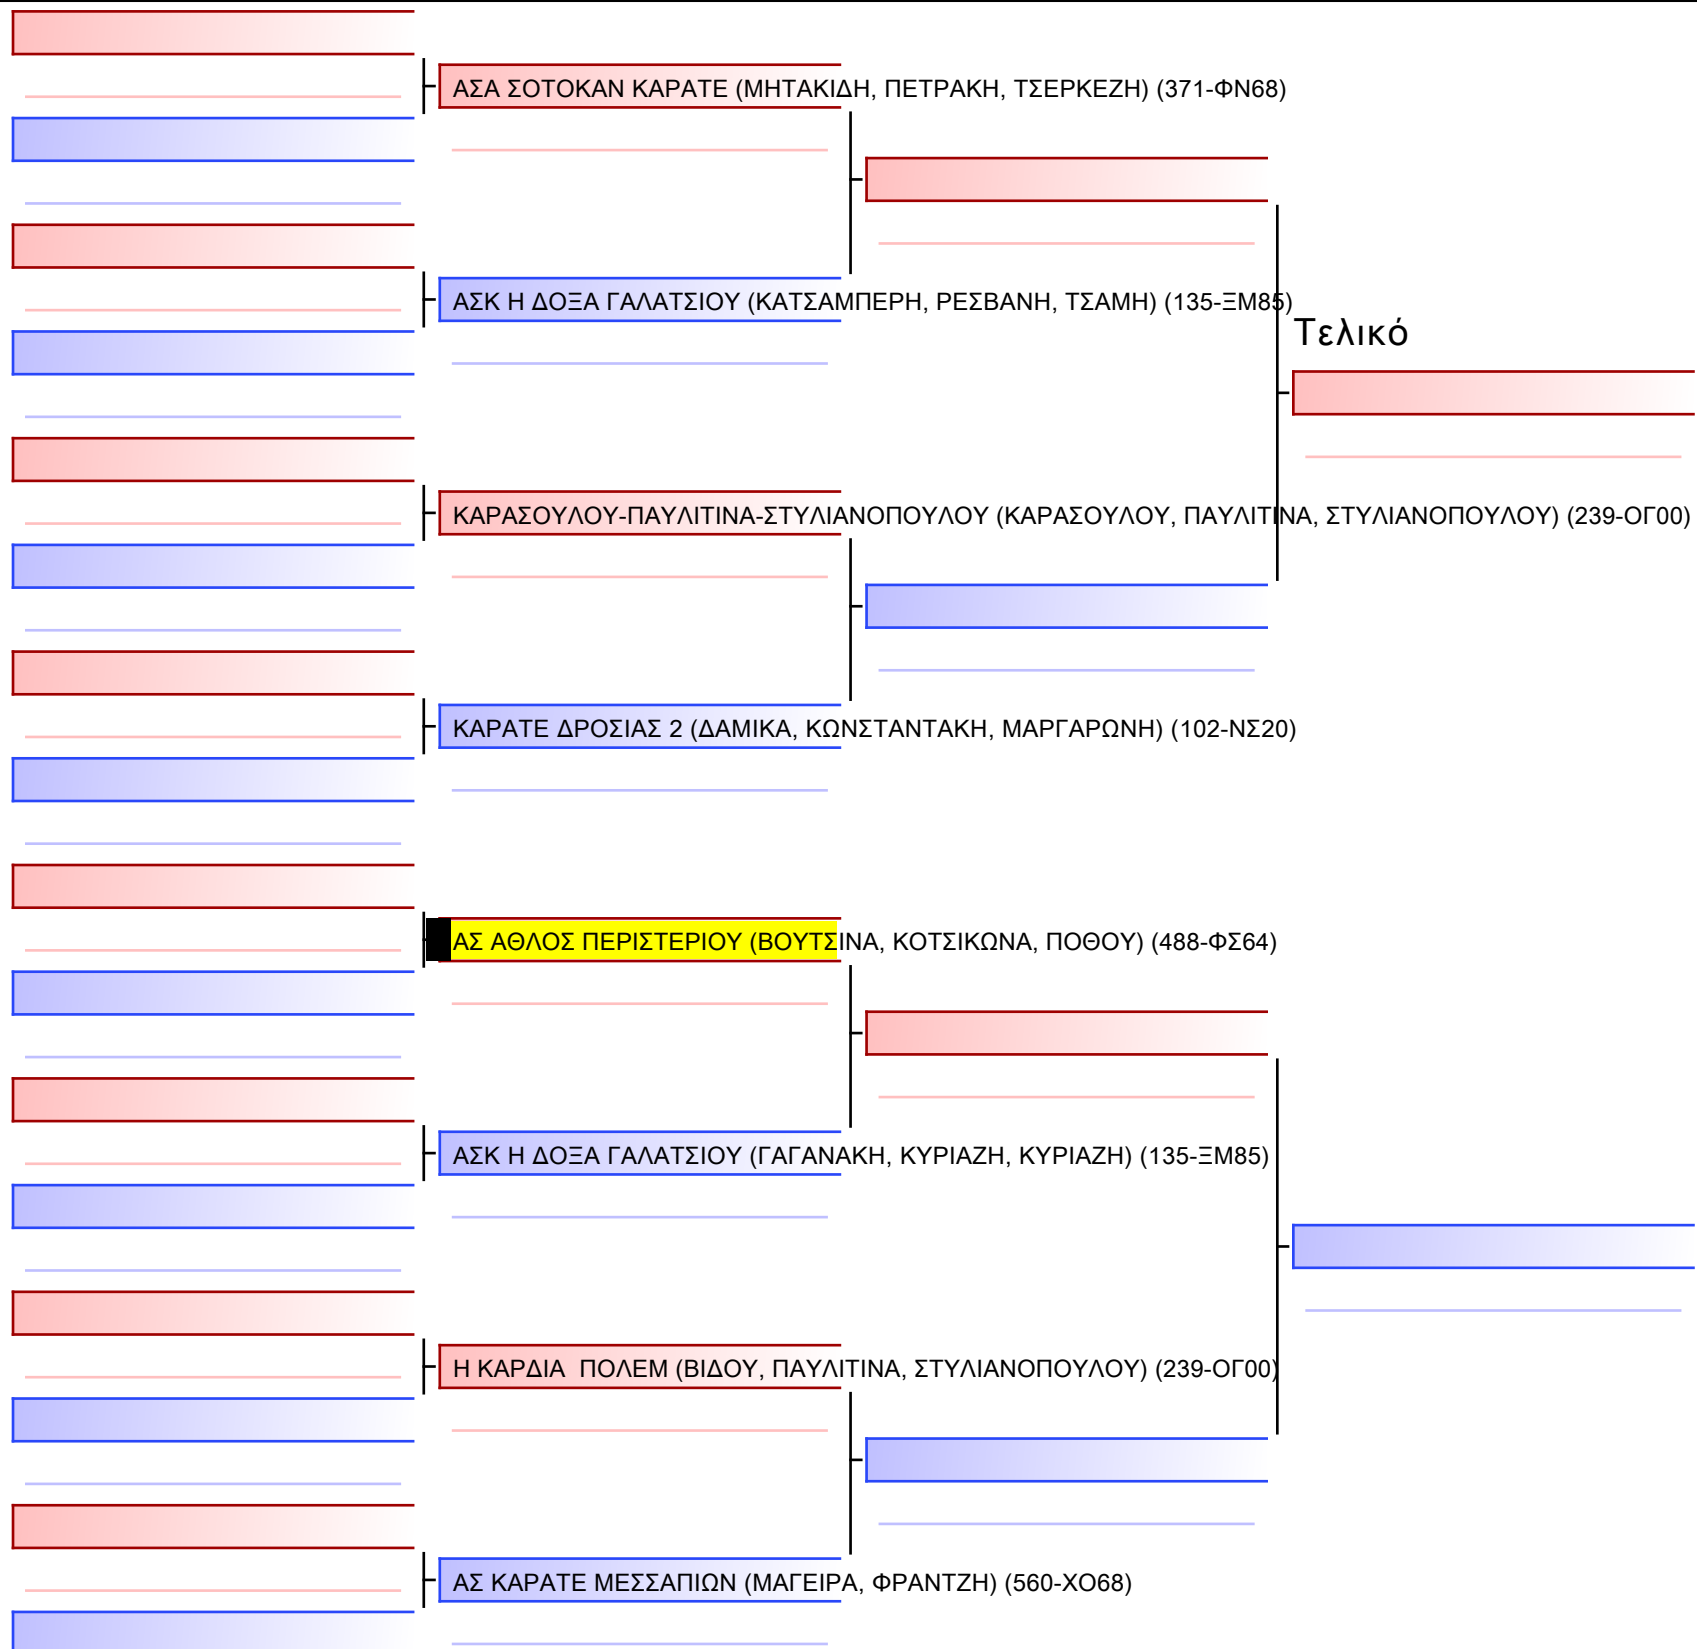 ΑΣΑ ΣΟΤΟΚΑΝ ΚΑΡΑΤΕ (ΜΗΤΑΚΙΔΗ, ΠΕΤΡΑΚΗ, ΤΣΕΡΚΕΖΗ) (371-ΦΝ68)
ΑΣΚ Η ΔΟΞΑ ΓΑΛΑΤΣΙΟΥ (ΚΑΤΣΑΜΠΕΡΗ, ΡΕΣΒΑΝΗ, ΤΣΑΜΗ) (135-ΞΜ85)
Τελικό
ΚΑΡΑΣΟΥΛΟΥ-ΠΑΥΛΙΤΙΝΑ-ΣΤΥΛΙΑΝΟΠΟΥΛΟΥ (ΚΑΡΑΣΟΥΛΟΥ, ΠΑΥΛΙΤΙΝΑ, ΣΤΥΛΙΑΝΟΠΟΥΛΟΥ) (239-ΟΓ00)
ΚΑΡΑΤΕ ΔΡΟΣΙΑΣ 2 (ΔΑΜΙΚΑ, ΚΩΝΣΤΑΝΤΑΚΗ, ΜΑΡΓΑΡΩΝΗ) (102-ΝΣ20)
ΑΣ ΑΘΛΟΣ ΠΕΡΙΣΤΕΡΙΟΥ (ΒΟΥΤΣΙΝΑ, ΚΟΤΣΙΚΩΝΑ, ΠΟΘΟΥ) (488-ΦΣ64)
ΑΣΚ Η ΔΟΞΑ ΓΑΛΑΤΣΙΟΥ (ΓΑΓΑΝΑΚΗ, ΚΥΡΙΑΖΗ, ΚΥΡΙΑΖΗ) (135-ΞΜ85)
Η ΚΑΡΔΙΑ  ΠΟΛΕΜ (ΒΙΔΟΥ, ΠΑΥΛΙΤΙΝΑ, ΣΤΥΛΙΑΝΟΠΟΥΛΟΥ) (239-ΟΓ00)
ΑΣ ΚΑΡΑΤΕ ΜΕΣΣΑΠΙΩΝ (ΜΑΓΕΙΡΑ, ΦΡΑΝΤΖΗ) (560-ΧΟ68)